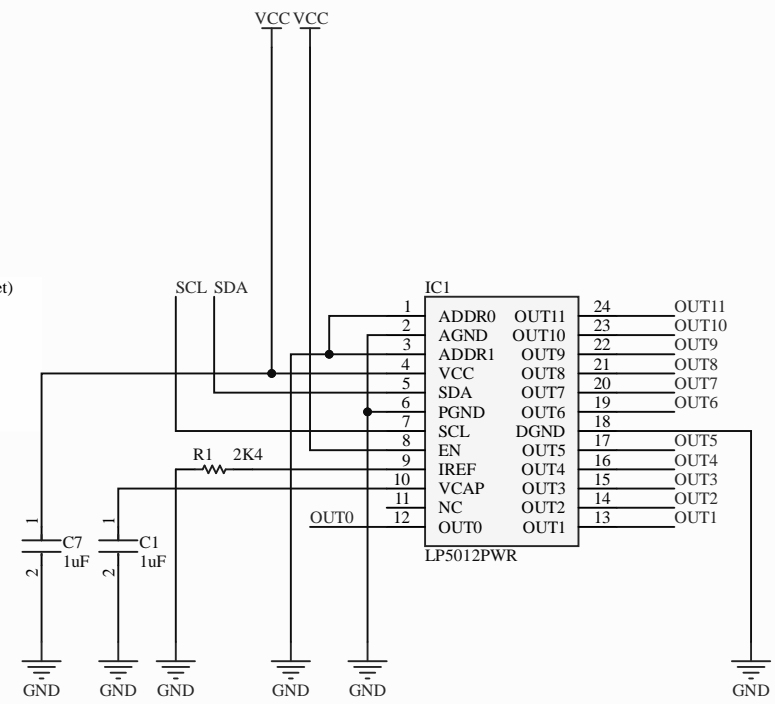 VCC VCC
et)
SCL SDA
IC1
1 ADDR0 OUT11 24 OUT11
2 AGND OUT10 23 OUT10
3 ADDR1 OUT9 22 OUT9
4 VCC OUT8 21 OUT8
5 SDA OUT7 20 OUT7
6 PGND OUT6 19 OUT6
7 SCL DGND 18
8 EN OUT5 17 OUT5
R1 2K4 9 IREF OUT4 16 OUT4
10 VCAP OUT3 15 OUT3
11 NC OUT2 14 OUT2
OUT0 12 OUT0 OUT1 13 OUT1
LP5012PWR
1 C7 1uF 2
1 C1 1uF 2
GND GND GND GND GND GND